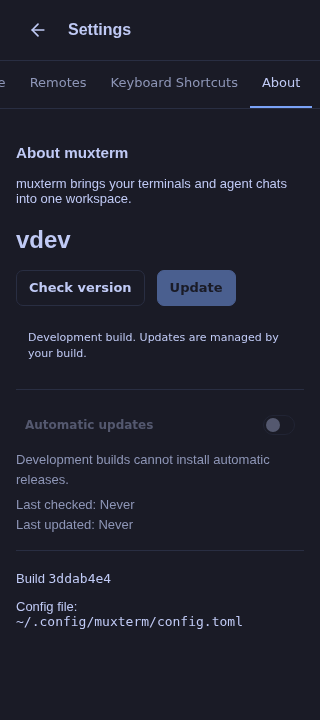 Settings
e Remotes Keyboard Shortcuts About
About muxterm
muxterm brings your terminals and agent chats
into one workspace.
vdev
Check version Update
Development build. Updates are managed by
your build.
Automatic updates
Development builds cannot install automatic
releases.
Last checked: Never
Last updated: Never
Build 3ddab4e4
Config file:
~/.config/muxterm/config.toml